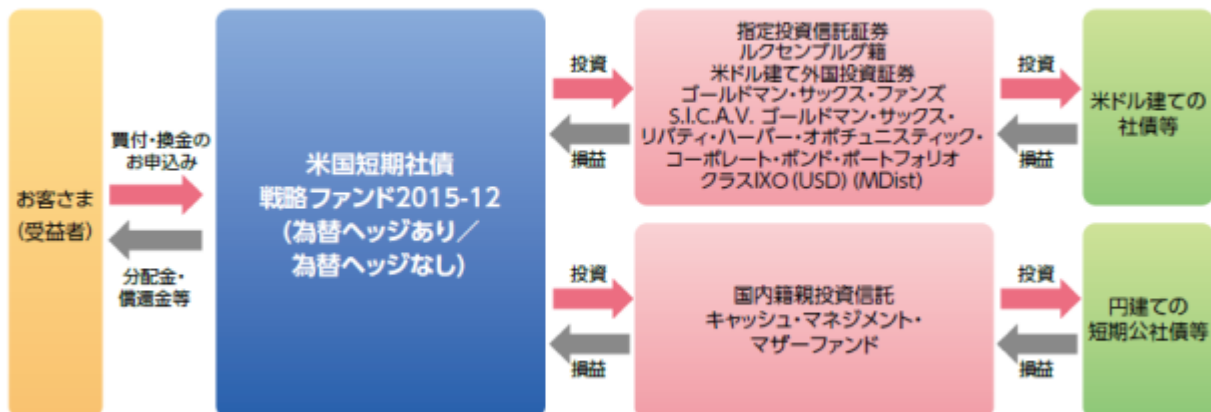 お客さま
(受益者)
買付・換金の
お申込み
分配金・
償還金等
米国短期社債
戦略ファンド2015-12
(為替ヘッジあり／
為替ヘッジなし)
投資
損益
指定投資信託証券
ルクセンブルグ籍
米ドル建て外国投資証券
ゴールドマン・サックス・ファンズ
S.I.C.A.V. ゴールドマン・サックス・
リバティ・ハーバー・オポチュニスティック・
コーポレート・ボンド・ポートフォリオ
クラスIXO (USD) (MDist)
投資
損益
米ドル建ての
社債等
投資
損益
国内籍親投資信託
キャッシュ・マネジメント・
マザーファンド
投資
損益
円建ての
短期公社債等